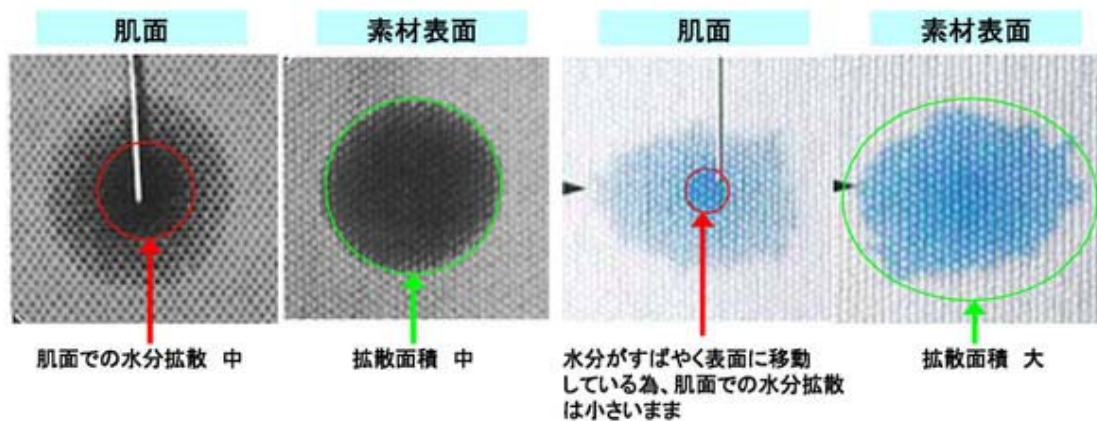 肌面
素材表面
肌面
素材表面
肌面での水分拡散 中
拡散面積 中
水分がすばやく表面に移動
している為、肌面での水分拡散
は小さいまま
拡散面積 大